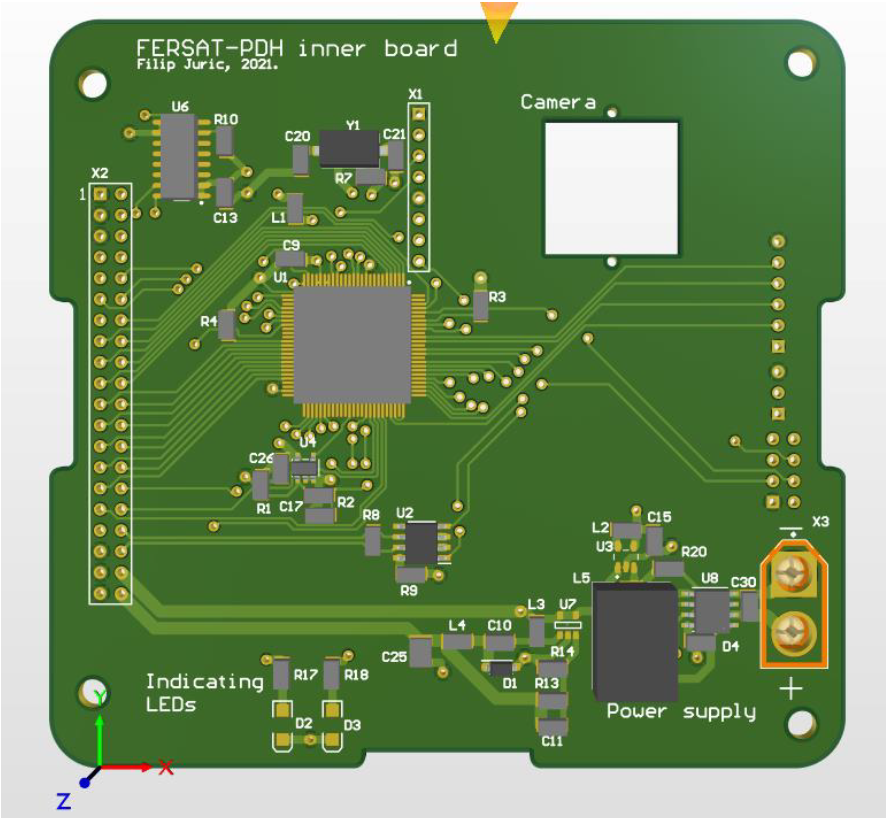 FERSAT-PDH inner board
Filip Juric, 2021.
Camera
X1
U6
R10
C20
Y1
C21
R7
X2
1
C13
L1
C9
U1
R4
R3
U4
C26
R1
C17
R2
R8
U2
R9
L2
C15
X3
U3
R20
L5
U8
C30
L3
U7
L4
C10
C25
R14
D4
D1
R13
C11
Indicating
LEDs
R17
R18
D2
D3
Power supply
Y
X
Z